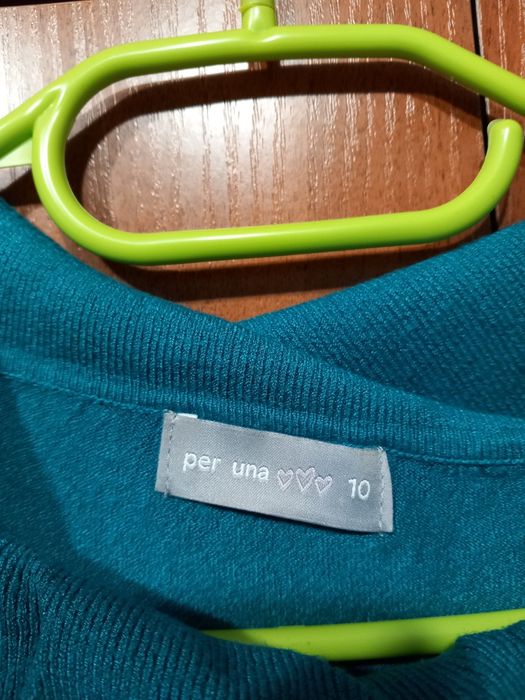 per una ♡♡♡ 10